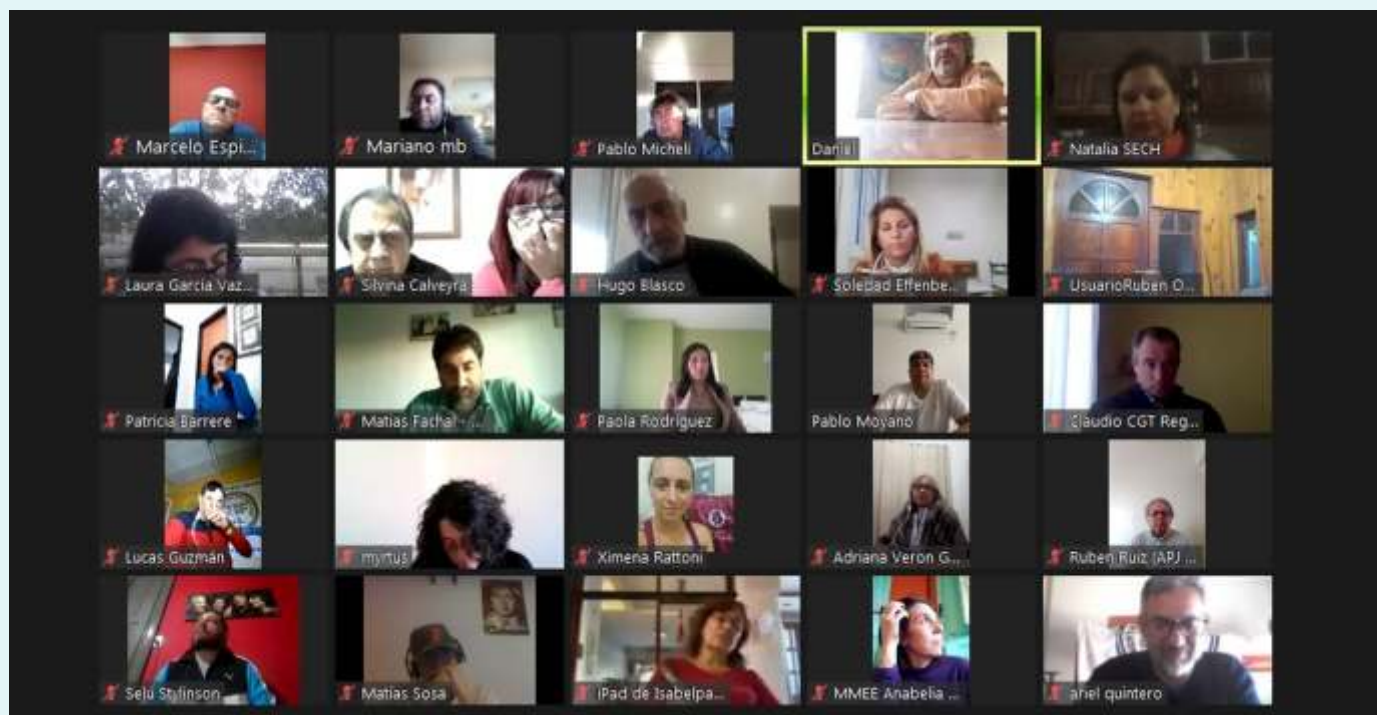 Marcelo Espi...
Mariano mb
Pablo Micheli
Daniel
Natalia SECH
Laura Garcia Vaz...
Silvina Calveyra
Hugo Blasco
Soledad Effenbe...
UsuarioRuben O...
Patricia Barrere
Matias Fachal - ...
Paola Rodriguez
Pablo Moyano
Claudio CGT Reg...
Lucas Guzmán
myrtus
Ximena Rattoni
Adriana Veron G...
Ruben Ruiz (APJ ...
Selu Stylinson
Matias Sosa
iPad de Isabelpa...
MMEE Anabelia ...
ariel quintero